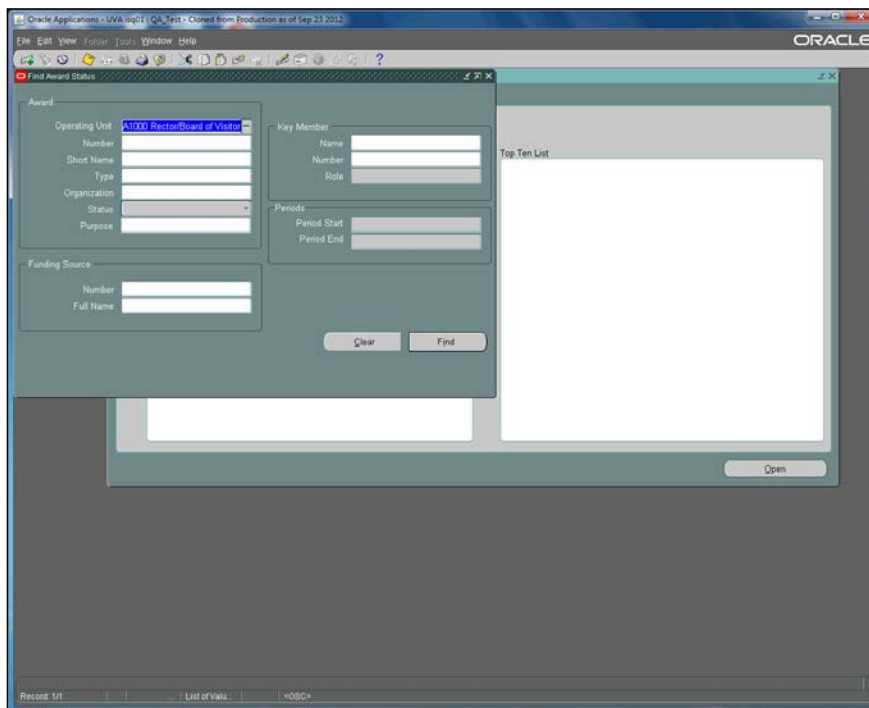 Oracle Applications - UVA isq01 : QA_Test - Cloned from Production as of Sep 23 2012
File Edit View Folder Tools Window Help
ORACLE
Find Award Status
Award
Operating Unit A1000 Rector/Board of Visitor
Number
Short Name
Type
Organization
Status
Purpose
Key Member
Name
Number
Role
Periods
Period Start
Period End
Funding Source
Number
Full Name
Clear
Find
Top Ten List
Open
Record: 1/1 ... List of Valu... <OSC>